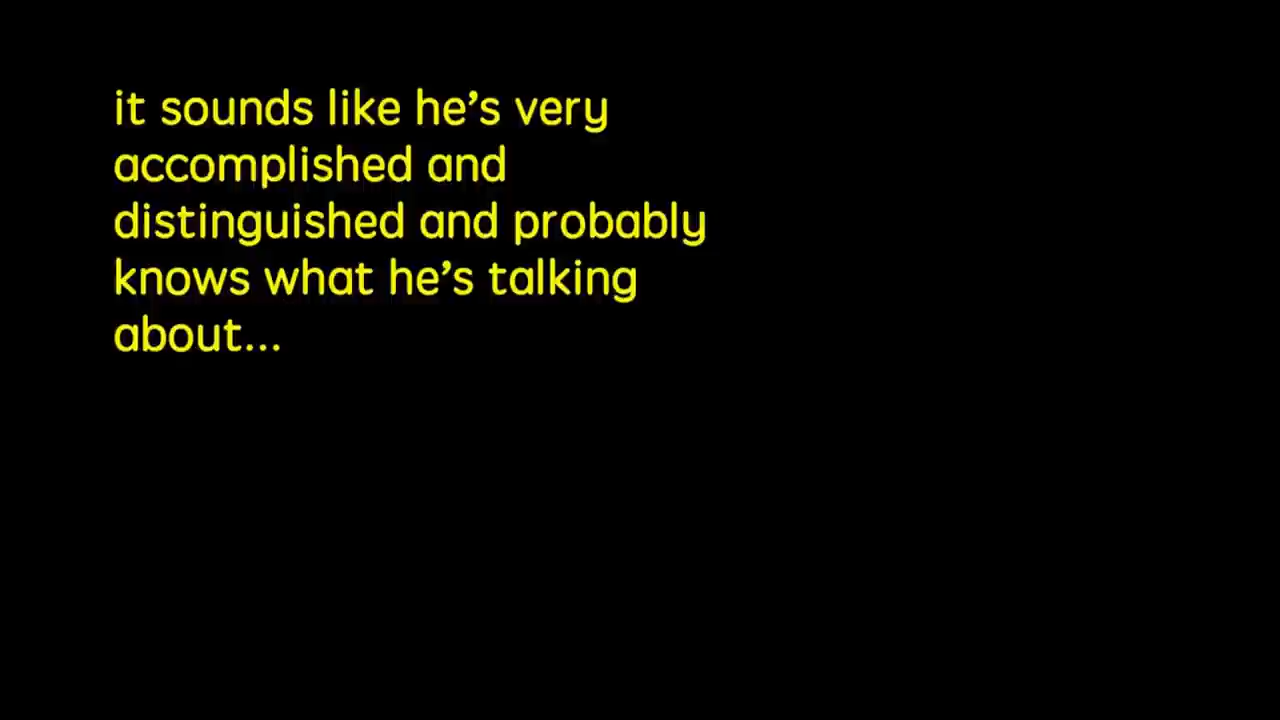 it sounds like he’s very
accomplished and
distinguished and probably
knows what he’s talking
about...